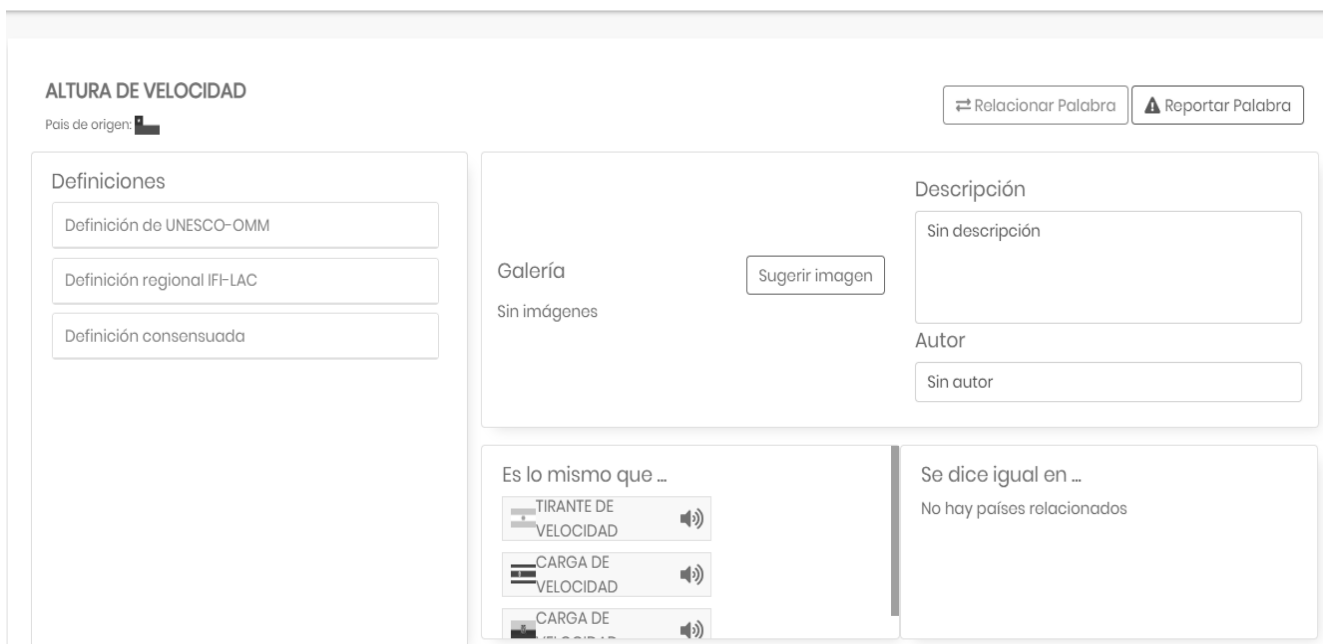 ALTURA DE VELOCIDAD
Pais de origen:
Relacionar Palabra
Reportar Palabra
Definiciones
Definición de UNESCO-OMM
Definición regional IFI-LAC
Definición consensuada
Galería
Sugerir imagen
Sin imágenes
Descripción
Sin descripción
Autor
Sin autor
Es lo mismo que ...
TIRANTE DE
VELOCIDAD
CARGA DE
VELOCIDAD
CARGA DE
VELOCIDAD
Se dice igual en ...
No hay países relacionados